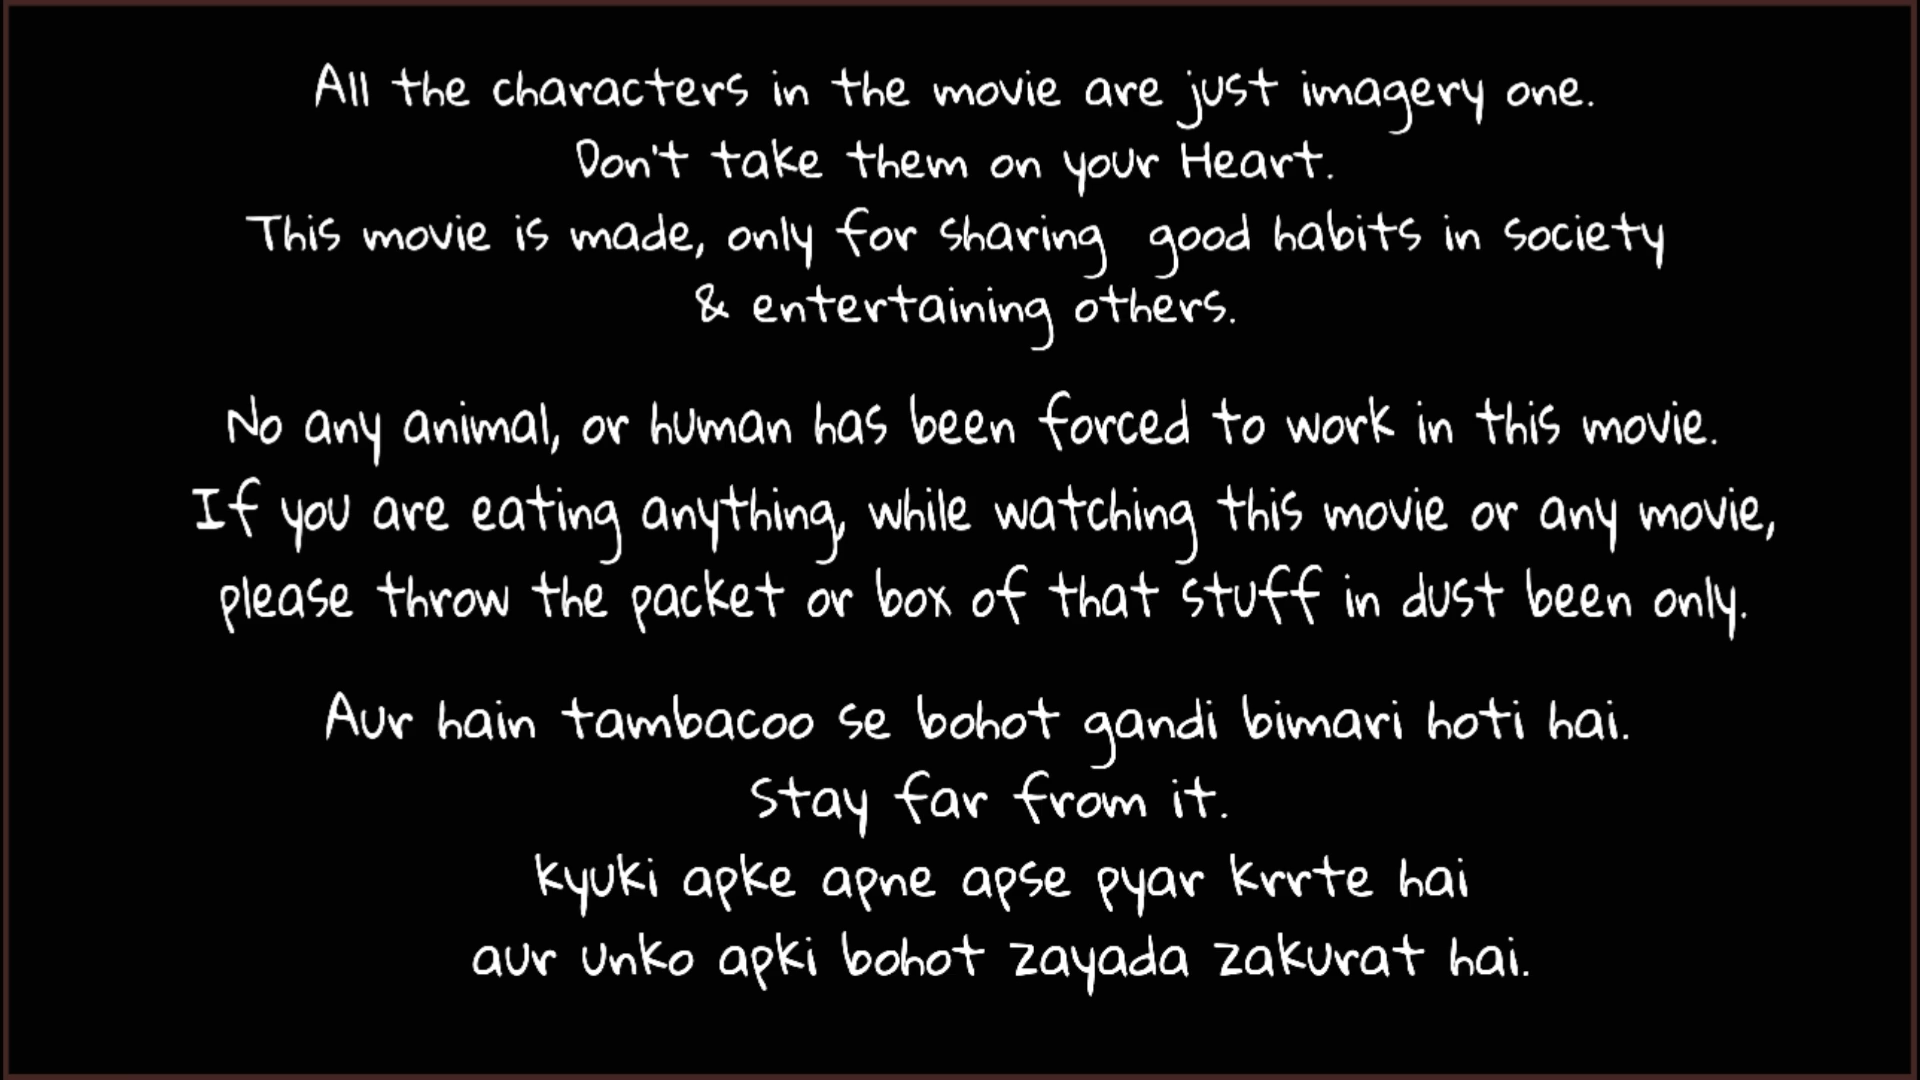 All the characters in the movie are just imagery one.
Don't take them on your Heart.
This movie is made, only for sharing good habits in society
& entertaining others.
No any animal, or human has been forced to work in this movie.
If you are eating anything, while watching this movie or any movie,
please throw the packet or box of that stuff in dust been only.
Aur hain tambacoo se bohot gandi bimari hoti hai.
Stay far from it.
kyuki apke apne apse pyar krrte hai
aur unko apki bohot zayada zakurat hai.